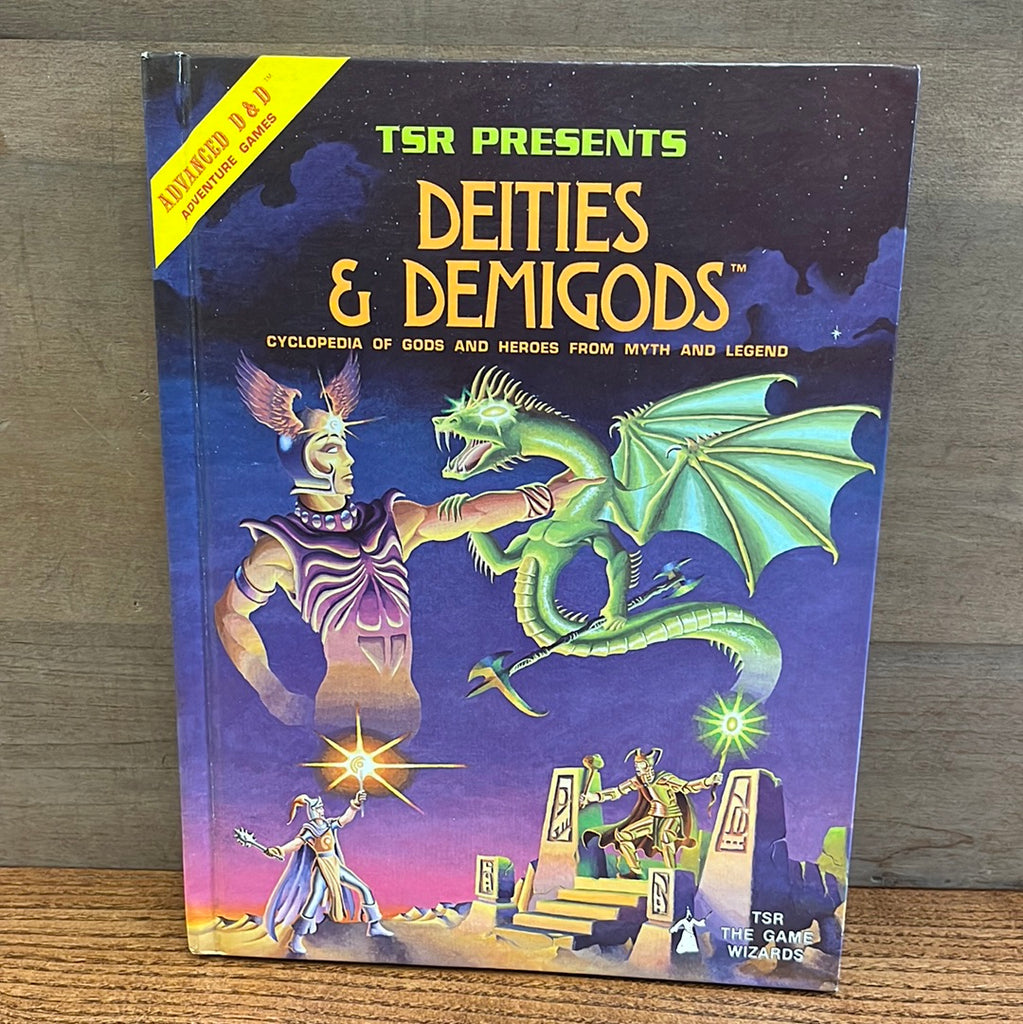 ADVANCED D & D™
ADVENTURE GAMES
TSR PRESENTS
DEITIES
& DEMIGODS™
CYCLOPEDIA OF GODS AND HEROES FROM MYTH AND LEGEND
TSR
THE GAME
WIZARDS